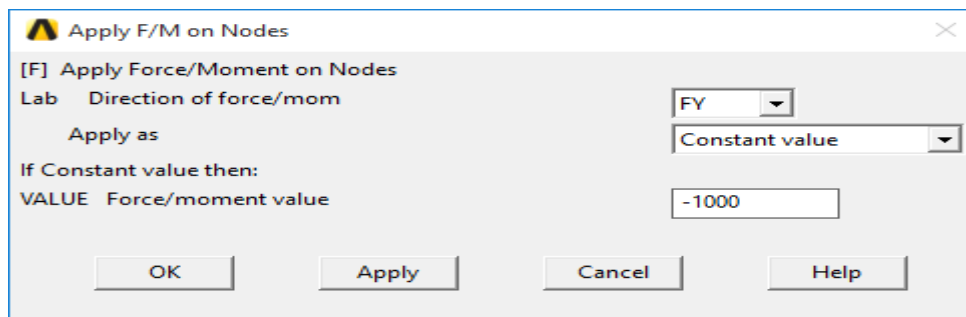 Apply F/M on Nodes
[F] Apply Force/Moment on Nodes
Lab Direction of force/mom FY
Apply as Constant value
If Constant value then:
VALUE Force/moment value -1000
OK Apply Cancel Help